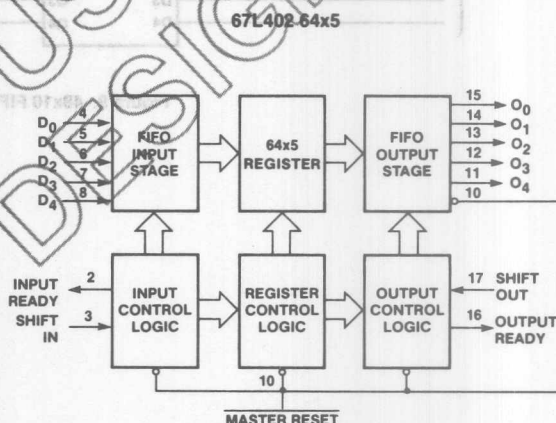 67L402 64x5
D0 4
D1 5
D2 6
D3 7
D4 8
FIFO
INPUT
STAGE
64x5
REGISTER
FIFO
OUTPUT
STAGE
15 O0
14 O1
13 O2
12 O3
11 O4
10
INPUT
READY
2
SHIFT
IN
3
INPUT
CONTROL
LOGIC
REGISTER
CONTROL
LOGIC
OUTPUT
CONTROL
LOGIC
17 SHIFT
OUT
16 OUTPUT
READY
10
MASTER RESET
DESIG